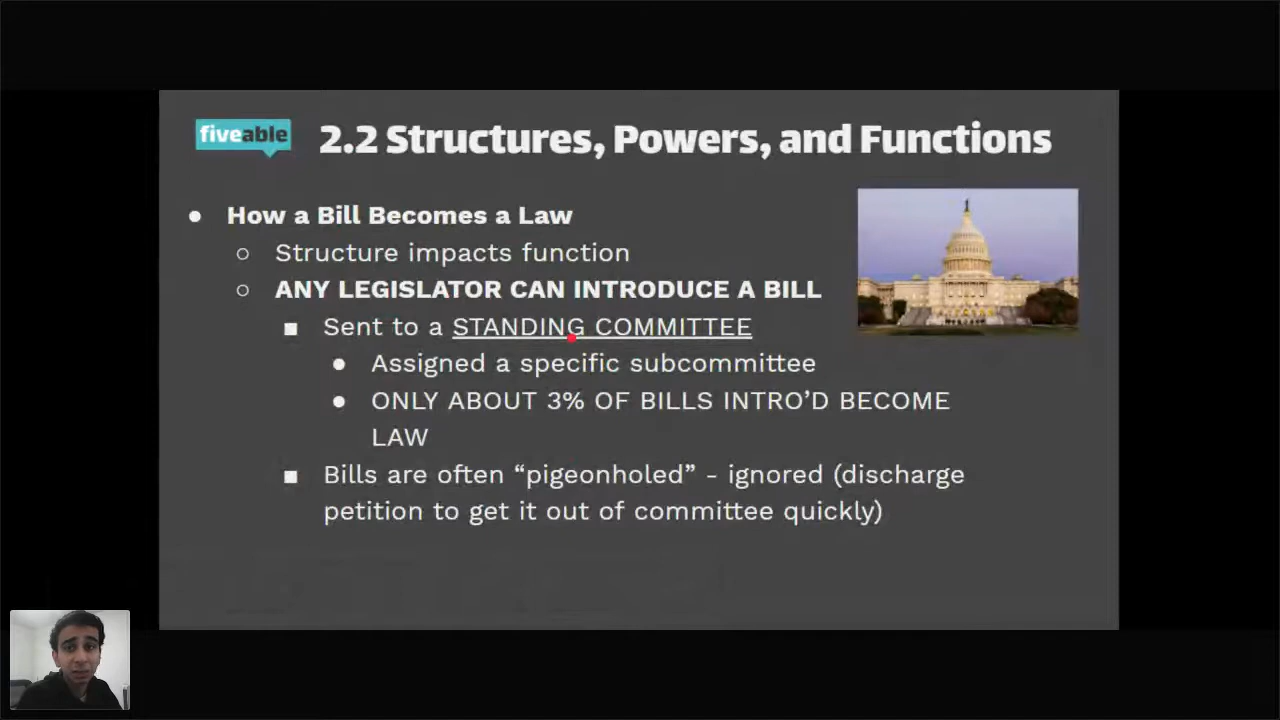 fiveable
2.2 Structures, Powers, and Functions
● How a Bill Becomes a Law
○ Structure impacts function
○ ANY LEGISLATOR CAN INTRODUCE A BILL
■ Sent to a STANDING COMMITTEE
● Assigned a specific subcommittee
● ONLY ABOUT 3% OF BILLS INTRO’D BECOME
LAW
■ Bills are often “pigeonholed” - ignored (discharge
petition to get it out of committee quickly)